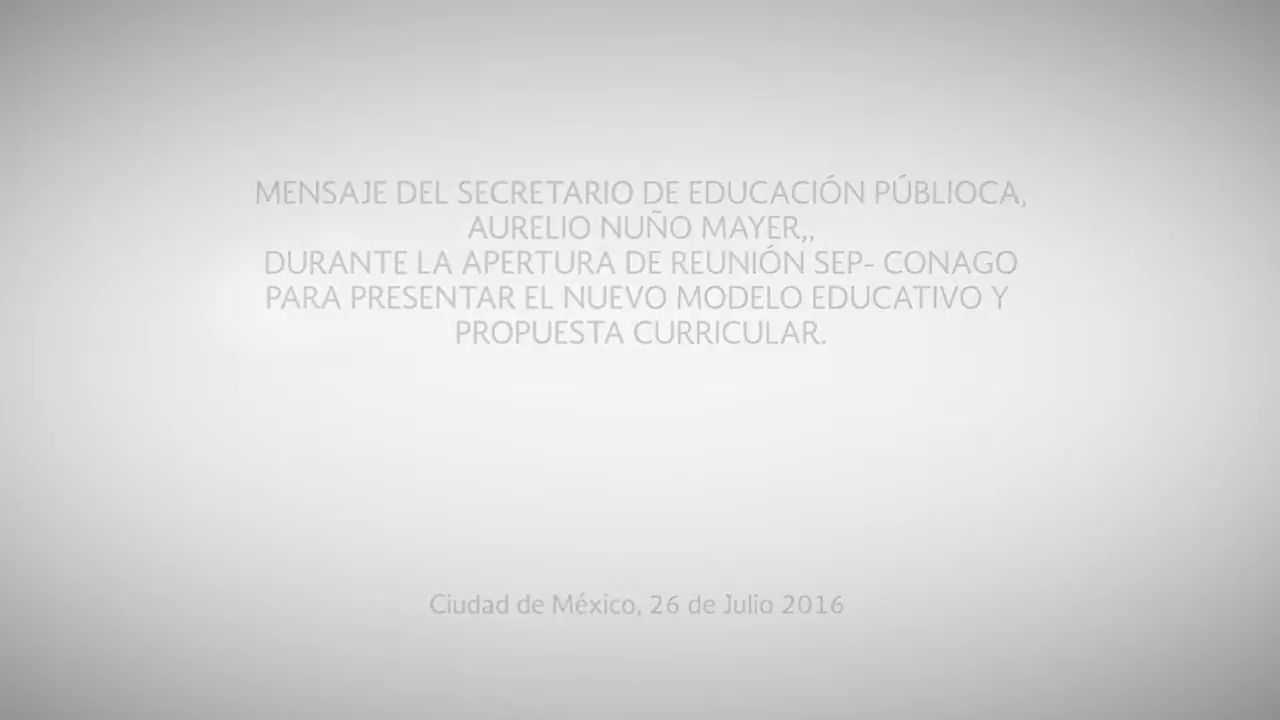 MENSAJE DEL SECRETARIO DE EDUCACIÓN PÚBLIOCA,
AURELIO NUÑO MAYER,,
DURANTE LA APERTURA DE REUNIÓN SEP- CONAGO
PARA PRESENTAR EL NUEVO MODELO EDUCATIVO Y
PROPUESTA CURRICULAR.
Ciudad de México, 26 de Julio 2016